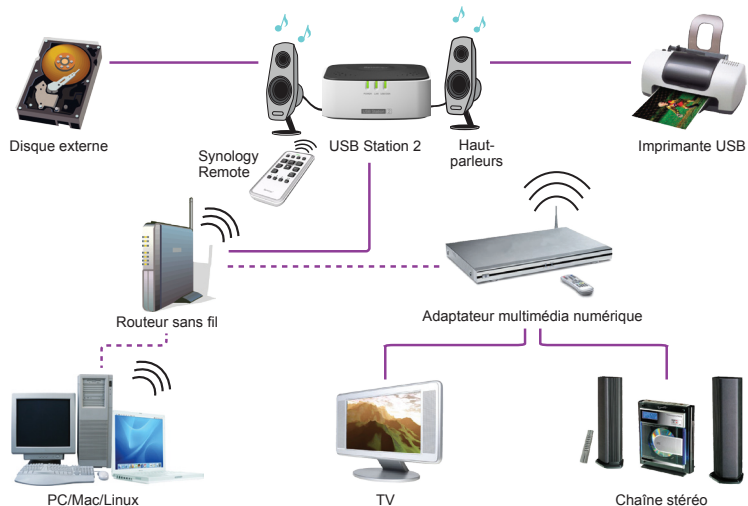 Disque externe
Synology
Remote
USB Station 2
Haut-
parleurs
Imprimante USB
Routeur sans fil
Adaptateur multimédia numérique
PC/Mac/Linux
TV
Chaîne stéréo